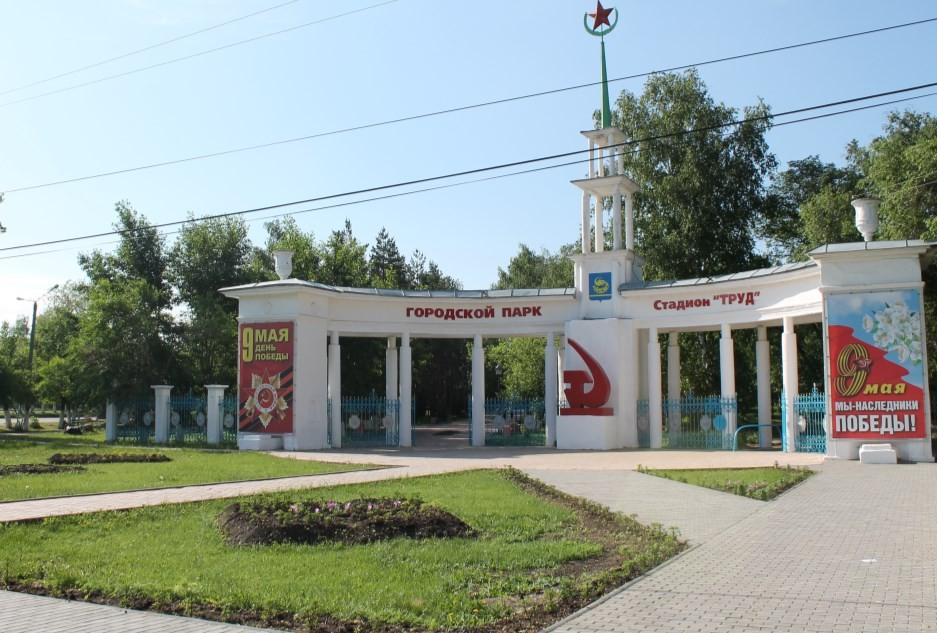 ГОРОДСКОЙ ПАРК
Стадион "ТРУД"
9 МАЯ
ДЕНЬ
ПОБЕДЫ
9 мая
МЫ-НАСЛЕДНИКИ
ПОБЕДЫ!